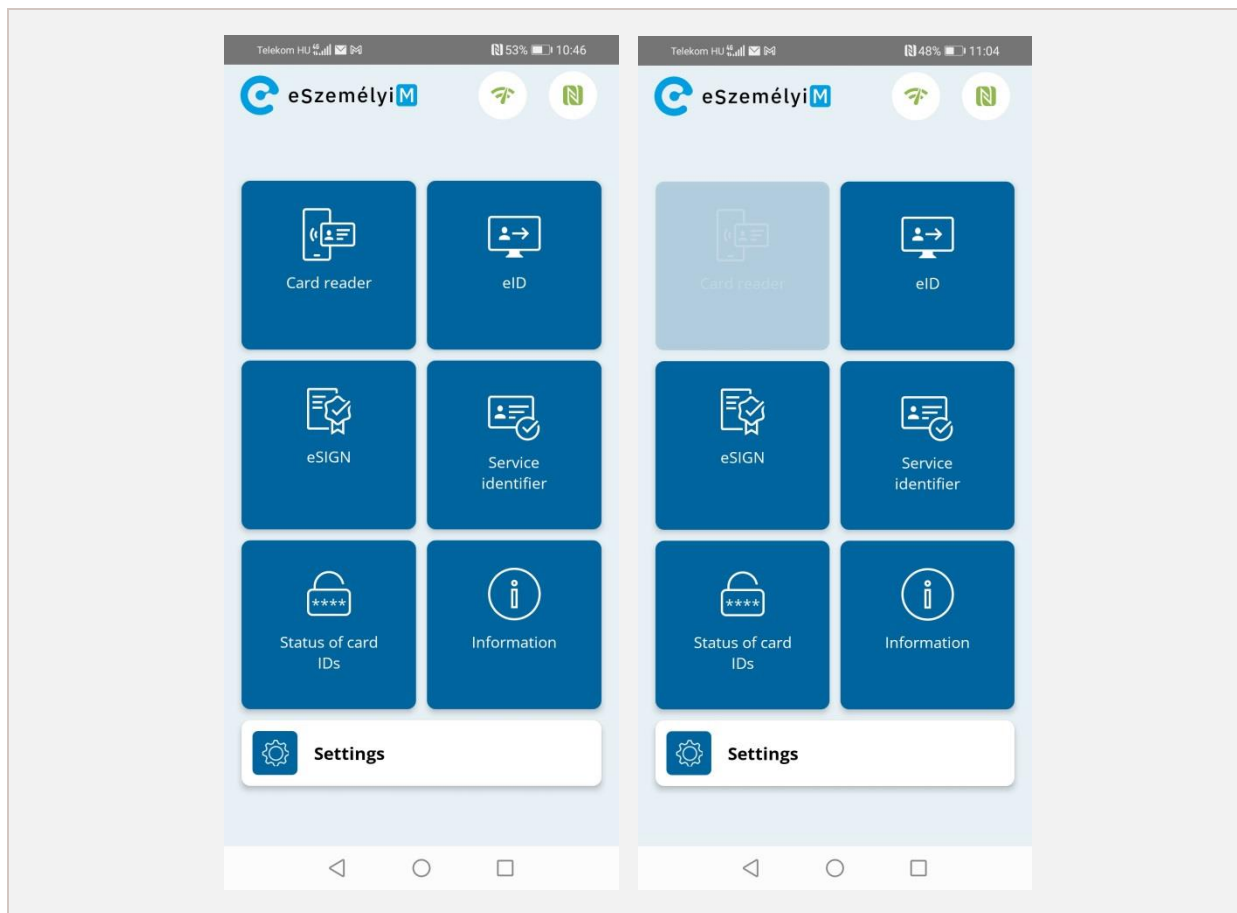 Telekom HU 53% 10:46
eSzemélyi M
Card reader
eID
eSIGN
Service
identifier
****
Status of card
IDs
Information
Settings
Telekom HU 48% 11:04
eSzemélyi M
Card reader
eID
eSIGN
Service
identifier
****
Status of card
IDs
Information
Settings